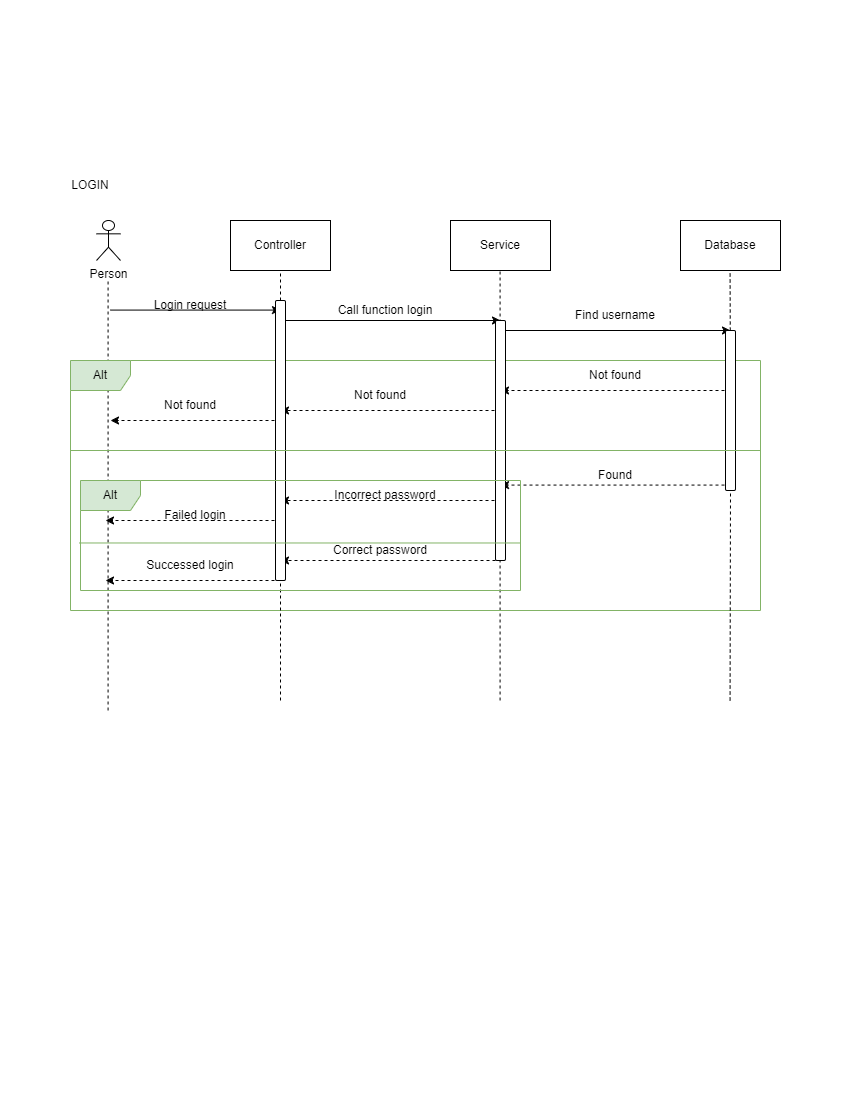 LOGIN
Person
Controller
Service
Database
Login request
Call function login
Find username
Alt
Not found
Not found
Not found
Found
Alt
Incorrect password
Failed login
Correct password
Successed login